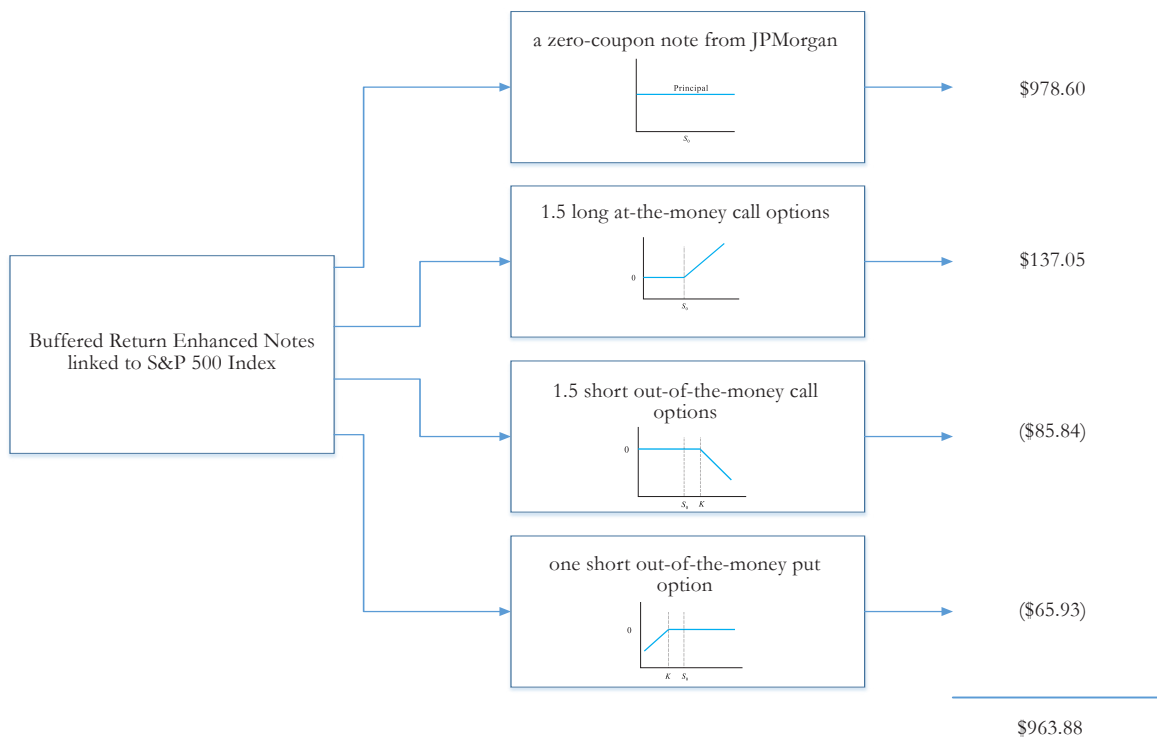 a zero-coupon note from JPMorgan
Principal
S₀
$978.60
1.5 long at-the-money call options
0
S₀
$137.05
Buffered Return Enhanced Notes
linked to S&P 500 Index
1.5 short out-of-the-money call
options
0
S₀ K
($85.84)
one short out-of-the-money put
option
0
K S₀
($65.93)
$963.88